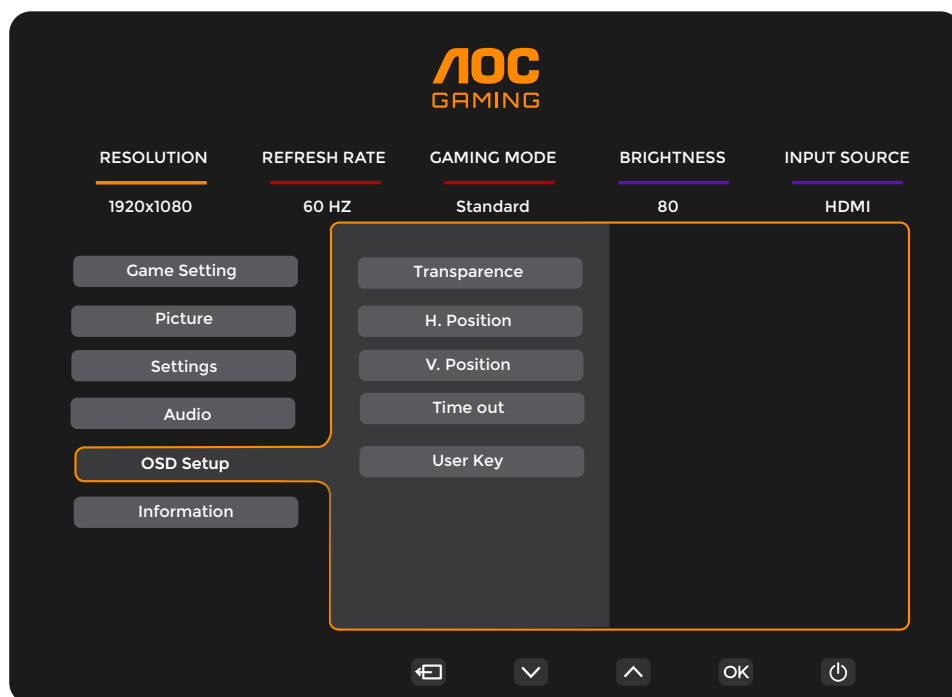 AOC
GAMING
RESOLUTION REFRESH RATE GAMING MODE BRIGHTNESS INPUT SOURCE
1920x1080 60 HZ Standard 80 HDMI
Game Setting
Picture
Settings
Audio
OSD Setup
Information
Transparence
H. Position
V. Position
Time out
User Key
OK